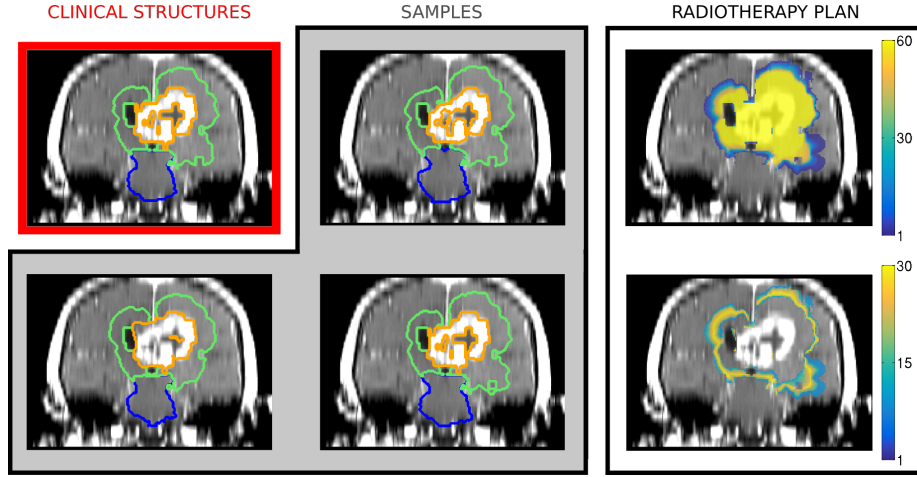 CLINICAL STRUCTURES
SAMPLES
RADIOTHERAPY PLAN
60
30
1
30
15
1